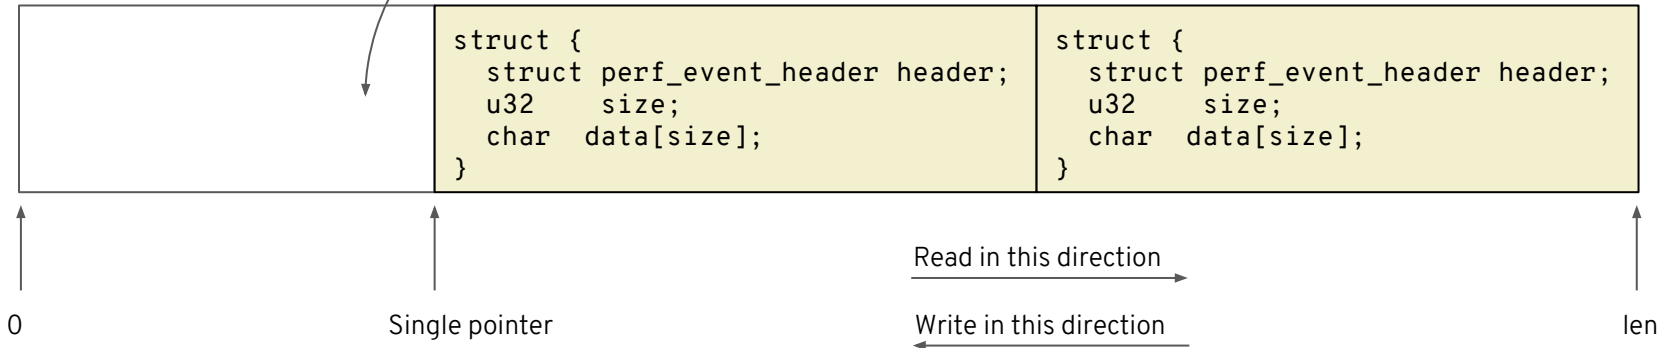 struct {
struct perf_event_header header;
u32 size;
char data[size];
}
struct {
struct perf_event_header header;
u32 size;
char data[size];
}
Read in this direction
0
Single pointer
Write in this direction
len